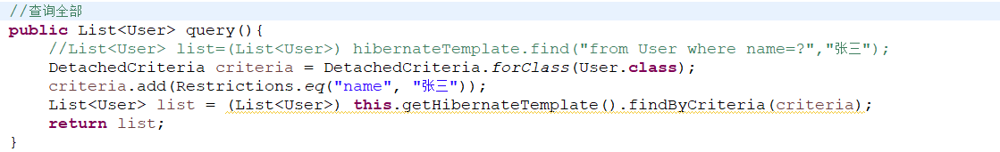 //查询全部
public List<User> query(){
//List<User> list=(List<User>) hibernateTemplate.find("from User where name=?","张三");
DetachedCriteria criteria = DetachedCriteria.forClass(User.class);
criteria.add(Restrictions.eq("name", "张三"));
List<User> list = (List<User>) this.getHibernateTemplate().findByCriteria(criteria);
return list;
}